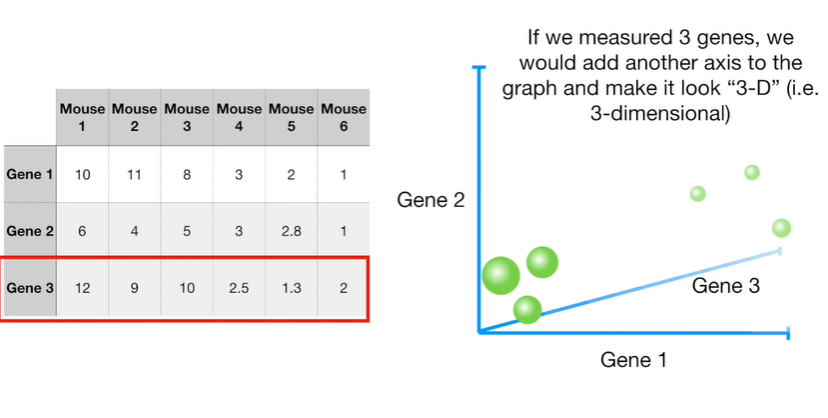 If we measured 3 genes, we
would add another axis to the
graph and make it look “3-D” (i.e.
3-dimensional)
Mouse 1 Mouse 2 Mouse 3 Mouse 4 Mouse 5 Mouse 6
Gene 1 10 11 8 3 2 1
Gene 2 6 4 5 3 2.8 1
Gene 3 12 9 10 2.5 1.3 2
Gene 2
Gene 3
Gene 1